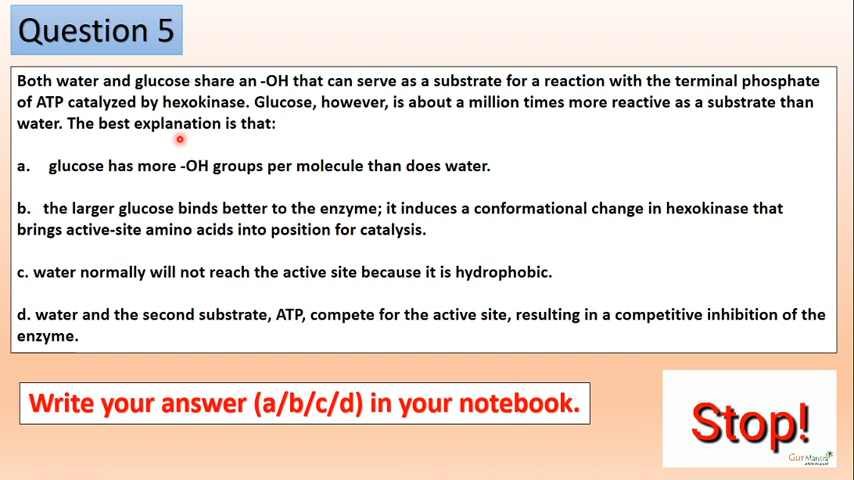 Question 5
Both water and glucose share an -OH that can serve as a substrate for a reaction with the terminal phosphate
of ATP catalyzed by hexokinase. Glucose, however, is about a million times more reactive as a substrate than
water. The best explanation is that:
a. glucose has more -OH groups per molecule than does water.
b. the larger glucose binds better to the enzyme; it induces a conformational change in hexokinase that
brings active-site amino acids into position for catalysis.
c. water normally will not reach the active site because it is hydrophobic.
d. water and the second substrate, ATP, compete for the active site, resulting in a competitive inhibition of the
enzyme.
Write your answer (a/b/c/d) in your notebook.
Stop!
Gur Mantra